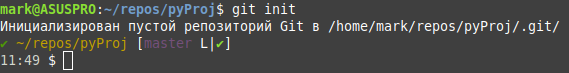 mark@ASUSPRO:~/repos/pyProj$ git init
Инициализирован пустой репозиторий Git в /home/mark/repos/pyProj/.git/
✔ ~/repos/pyProj [master L|✔]
11:49 $